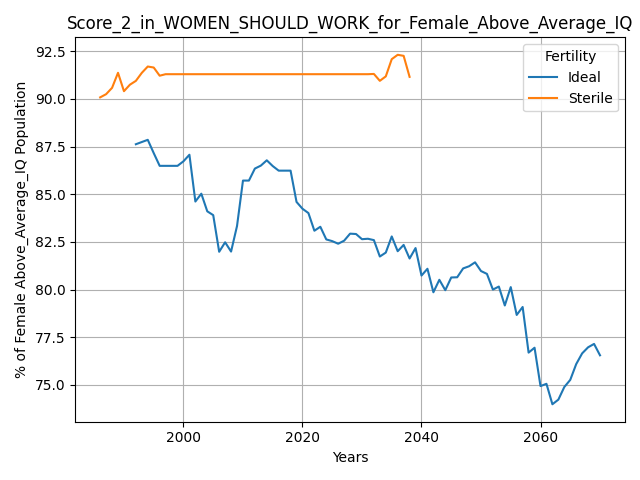 Score_2_in_WOMEN_SHOULD_WORK_for_Female_Above_Average_IQ
Fertility
Ideal
Sterile
% of Female Above_Average_IQ Population
92.5
90.0
87.5
85.0
82.5
80.0
77.5
75.0
2000
2020
2040
2060
Years